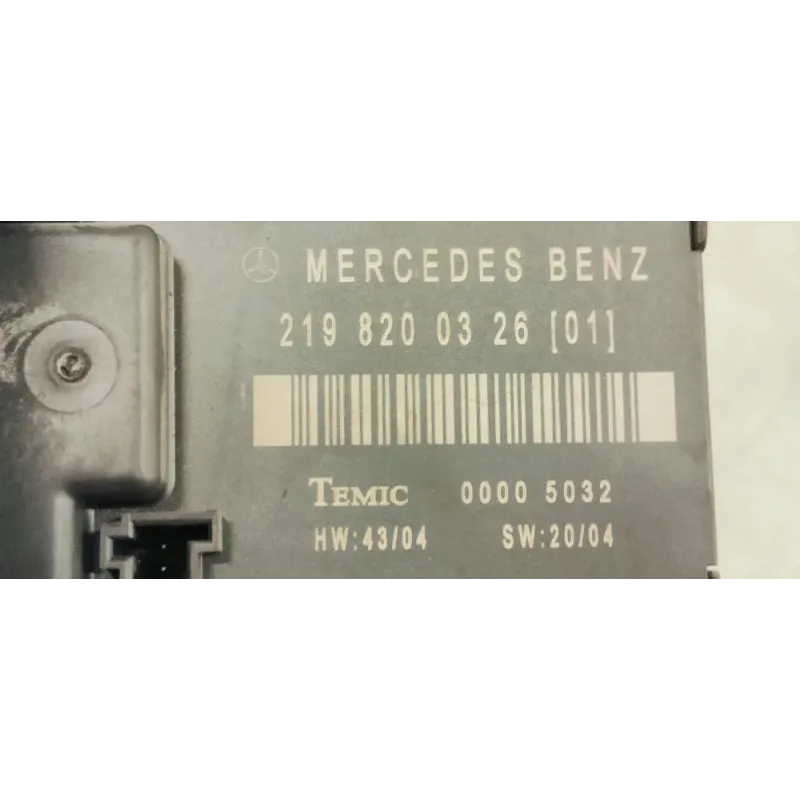 MERCEDES BENZ
219 820 03 26 [01]
TEMIC 0000 5032
HW:43/04 SW:20/04